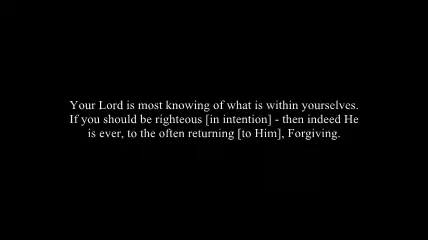 Your Lord is most knowing of what is within yourselves.
If you should be righteous [in intention] - then indeed He
is ever, to the often returning [to Him], Forgiving.